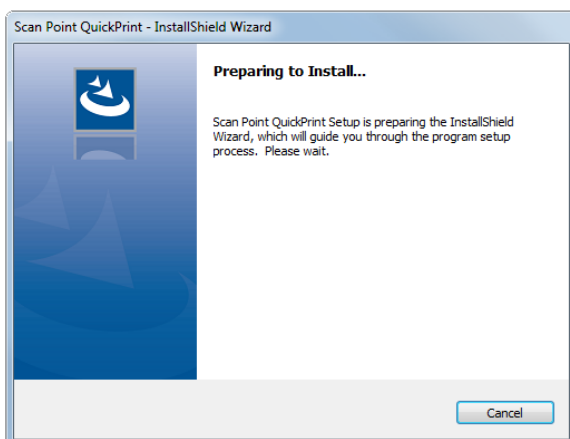 Scan Point QuickPrint - InstallShield Wizard
Preparing to Install...
Scan Point QuickPrint Setup is preparing the InstallShield
Wizard, which will guide you through the program setup
process. Please wait.
Cancel